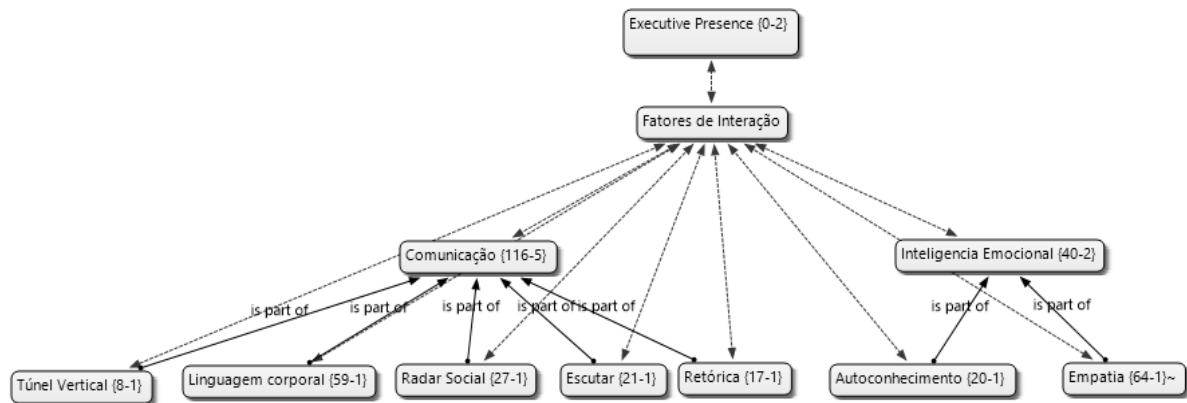 Executive Presence {0-2}
Fatores de Interação
Comunicação {116-5}
Inteligencia Emocional {40-2}
is part of
is part of
is part of
is part of
is part of
is part of
is part of
Túnel Vertical {8-1}
Linguagem corporal {59-1}
Radar Social {27-1}
Escutar {21-1}
Retórica {17-1}
Autoconhecimento {20-1}
Empatia {64-1}~